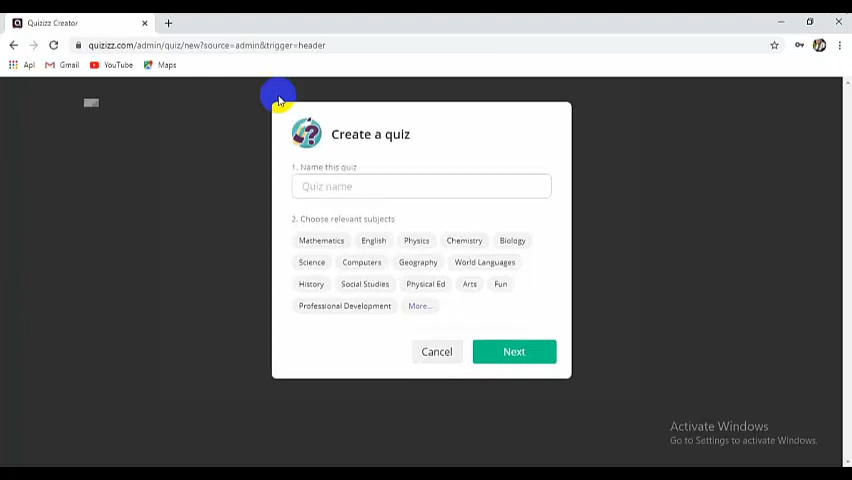 Quizizz Creator
quizizz.com/admin/quiz/new?source=admin&trigger=header
Apl Gmail YouTube Maps
Create a quiz
1. Name this quiz
Quiz name
2. Choose relevant subjects
Mathematics English Physics Chemistry Biology
Science Computers Geography World Languages
History Social Studies Physical Ed Arts Fun
Professional Development More...
Cancel Next
Activate Windows
Go to Settings to activate Windows.